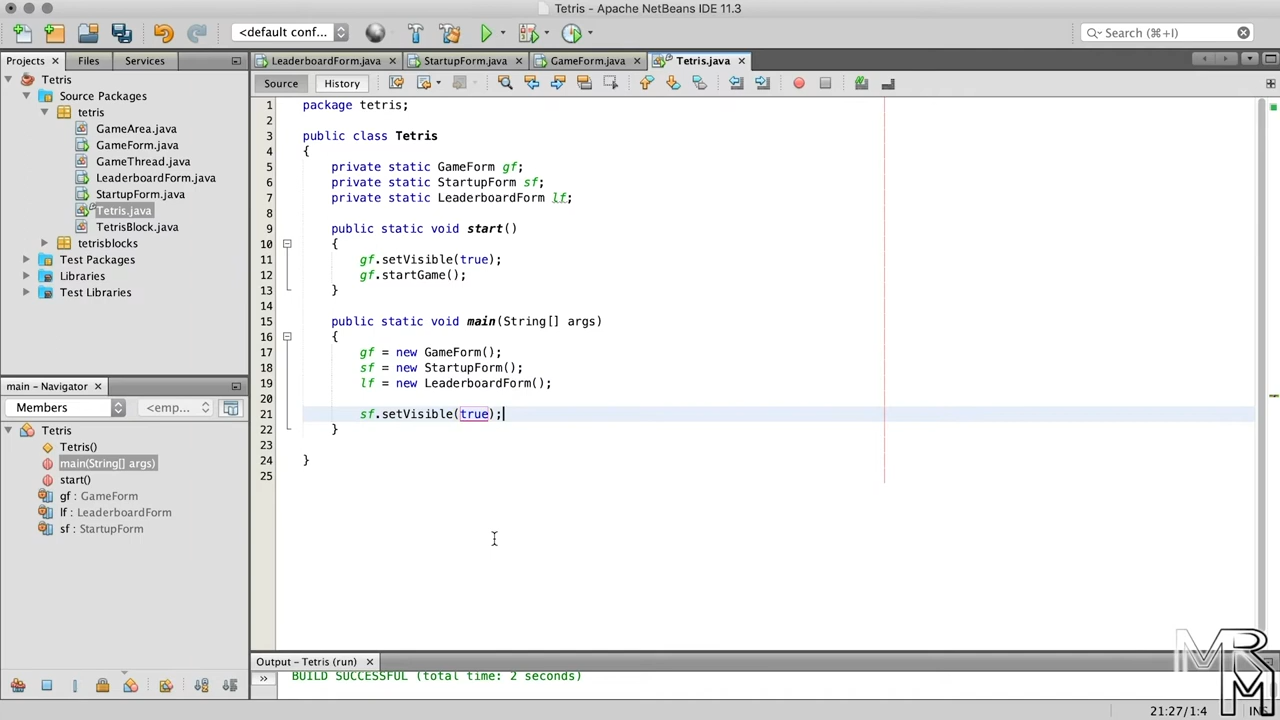 Tetris - Apache NetBeans IDE 11.3
<default conf...
Search (⌘+I)
Projects
Files
Services
LeaderboardForm.java
StartupForm.java
GameForm.java
Tetris.java
Tetris
Source Packages
tetris
GameArea.java
GameForm.java
GameThread.java
LeaderboardForm.java
StartupForm.java
Tetris.java
TetrisBlock.java
tetrisblocks
Test Packages
Libraries
Test Libraries
Source
History
1 package tetris;
2
3 public class Tetris
4 {
5 private static GameForm gf;
6 private static StartupForm sf;
7 private static LeaderboardForm lf;
8
9 public static void start()
10 {
11 gf.setVisible(true);
12 gf.startGame();
13 }
14
15 public static void main(String[] args)
16 {
17 gf = new GameForm();
18 sf = new StartupForm();
19 lf = new LeaderboardForm();
20
21 sf.setVisible(true);
22 }
23
24 }
25
main - Navigator
Members
<emp...
Tetris
Tetris()
main(String[] args)
start()
gf : GameForm
lf : LeaderboardForm
sf : StartupForm
Output - Tetris (run)
BUILD SUCCESSFUL (total time: 2 seconds)
21:27/1:4